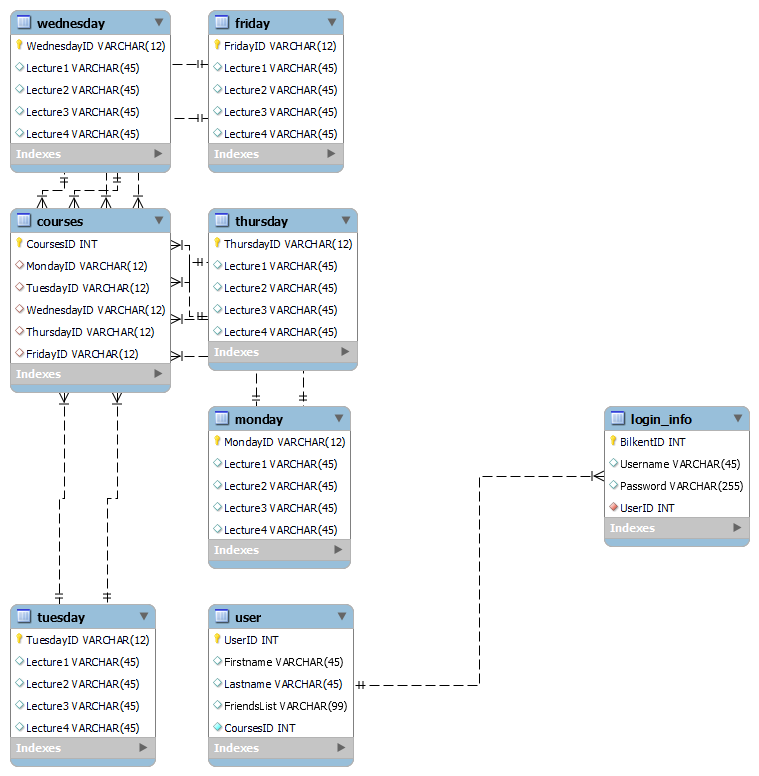 wednesday
WednesdayID VARCHAR(12)
Lecture1 VARCHAR(45)
Lecture2 VARCHAR(45)
Lecture3 VARCHAR(45)
Lecture4 VARCHAR(45)
Indexes
friday
FridayID VARCHAR(12)
Lecture1 VARCHAR(45)
Lecture2 VARCHAR(45)
Lecture3 VARCHAR(45)
Lecture4 VARCHAR(45)
Indexes
courses
CoursesID INT
MondayID VARCHAR(12)
TuesdayID VARCHAR(12)
WednesdayID VARCHAR(12)
ThursdayID VARCHAR(12)
FridayID VARCHAR(12)
Indexes
thursday
ThursdayID VARCHAR(12)
Lecture1 VARCHAR(45)
Lecture2 VARCHAR(45)
Lecture3 VARCHAR(45)
Lecture4 VARCHAR(45)
Indexes
monday
MondayID VARCHAR(12)
Lecture1 VARCHAR(45)
Lecture2 VARCHAR(45)
Lecture3 VARCHAR(45)
Lecture4 VARCHAR(45)
Indexes
login_info
BilkentID INT
Username VARCHAR(45)
Password VARCHAR(255)
UserID INT
Indexes
tuesday
TuesdayID VARCHAR(12)
Lecture1 VARCHAR(45)
Lecture2 VARCHAR(45)
Lecture3 VARCHAR(45)
Lecture4 VARCHAR(45)
Indexes
user
UserID INT
Firstname VARCHAR(45)
Lastname VARCHAR(45)
FriendsList VARCHAR(99)
CoursesID INT
Indexes